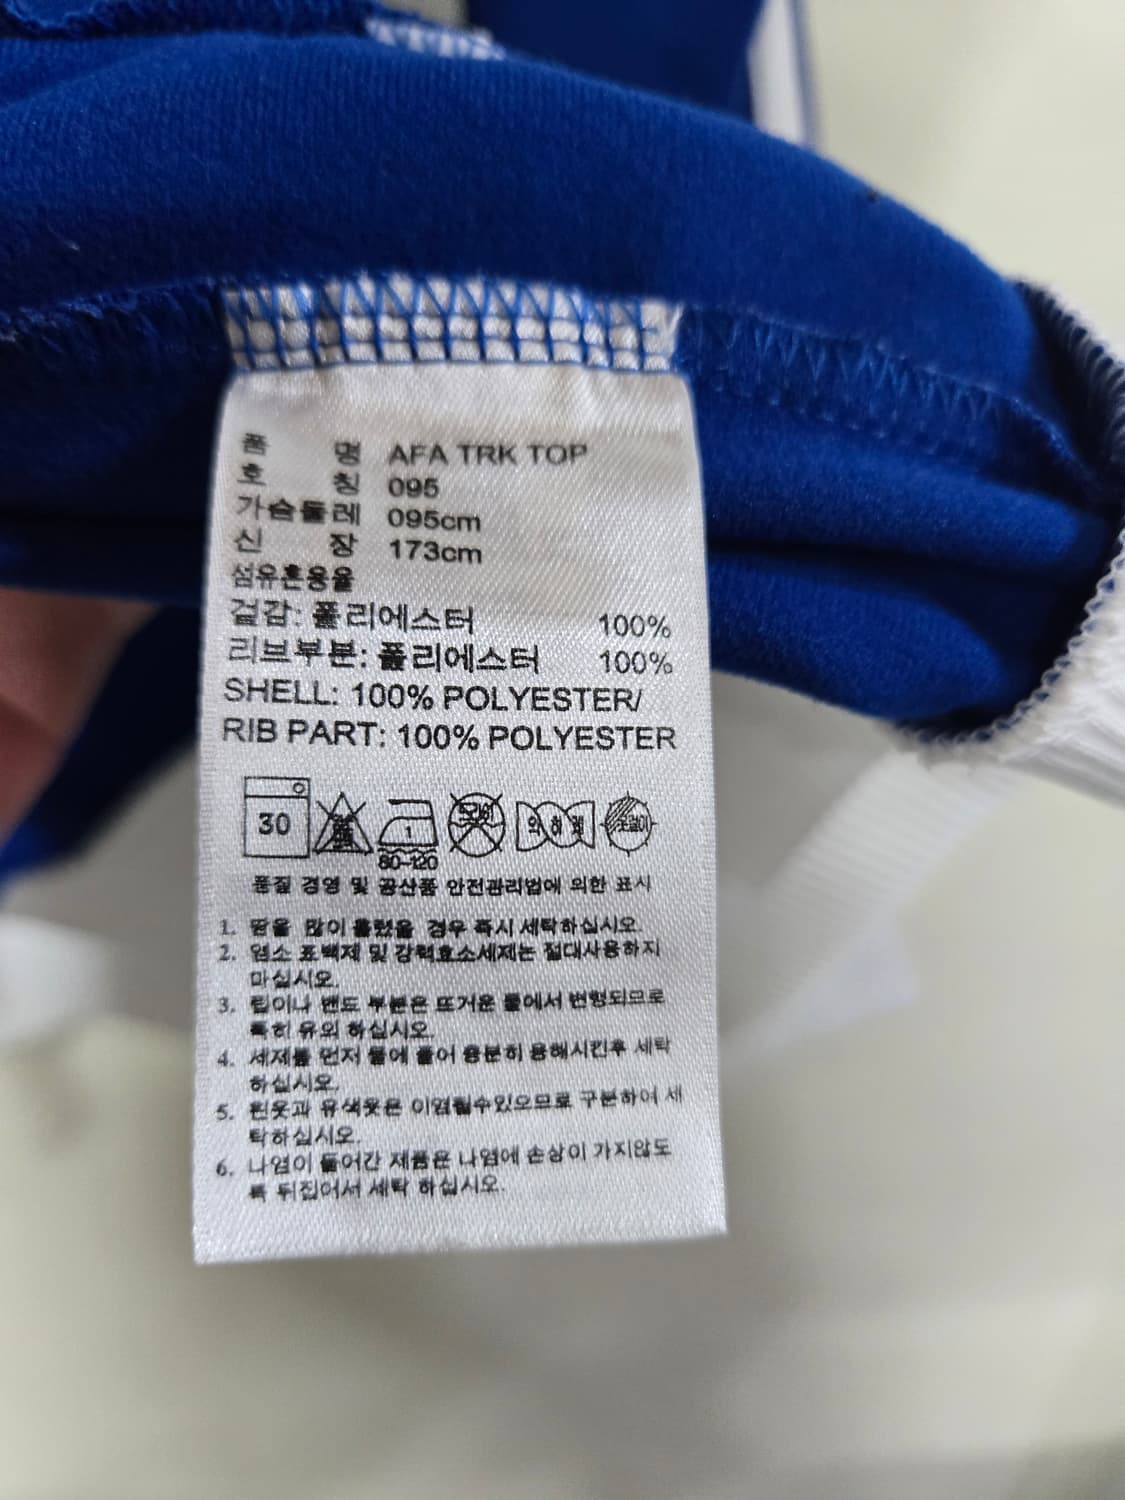 품 명 AFA TRK TOP
호 칭 095
가슴둘레 095cm
신 장 173cm
섬유혼용율
겉감: 폴리에스터 100%
리브부분: 폴리에스터 100%
SHELL: 100% POLYESTER/
RIB PART: 100% POLYESTER
30
1
80-120
드라이
약하게
옷걸이
품질 경영 및 공산품 안전관리법에 의한 표시
1. 땀을 많이 흘렸을 경우 즉시 세탁하십시오.
2. 염소 표백제 및 강력효소세제는 절대사용하지
마십시오.
3. 립이나 밴드 부분은 뜨거운 물에서 변형되므로
특히 유의 하십시오.
4. 세제를 먼저 물에 풀어 충분히 용해시킨후 세탁
하십시오.
5. 흰옷과 유색옷은 이염될수있으므로 구분하여 세
탁하십시오.
6. 나염이 들어간 제품은 나염에 손상이 가지않도
록 뒤집어서 세탁 하십시오.